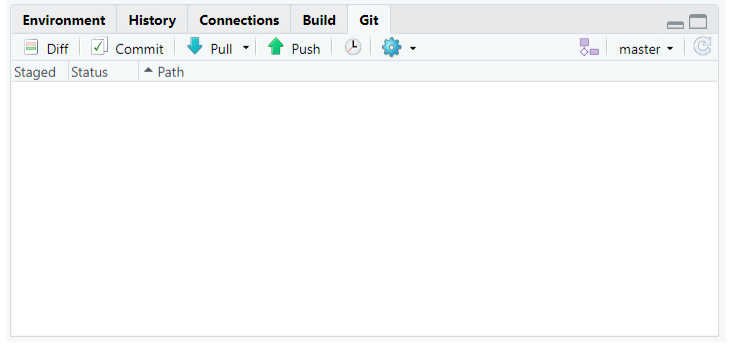 Environment History Connections Build Git
Diff Commit Pull Push master
Staged Status Path